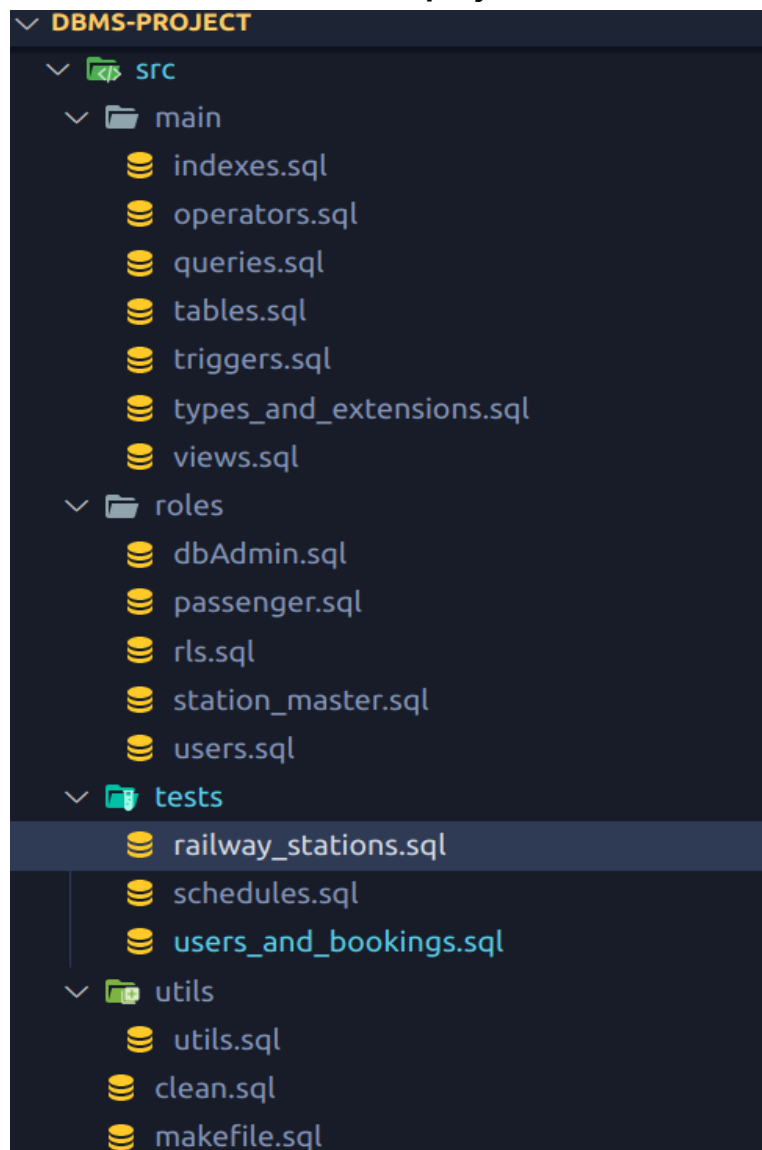 DBMS-PROJECT
src
main
indexes.sql
operators.sql
queries.sql
tables.sql
triggers.sql
types_and_extensions.sql
views.sql
roles
dbAdmin.sql
passenger.sql
rls.sql
station_master.sql
users.sql
tests
railway_stations.sql
schedules.sql
users_and_bookings.sql
utils
utils.sql
clean.sql
makefile.sql